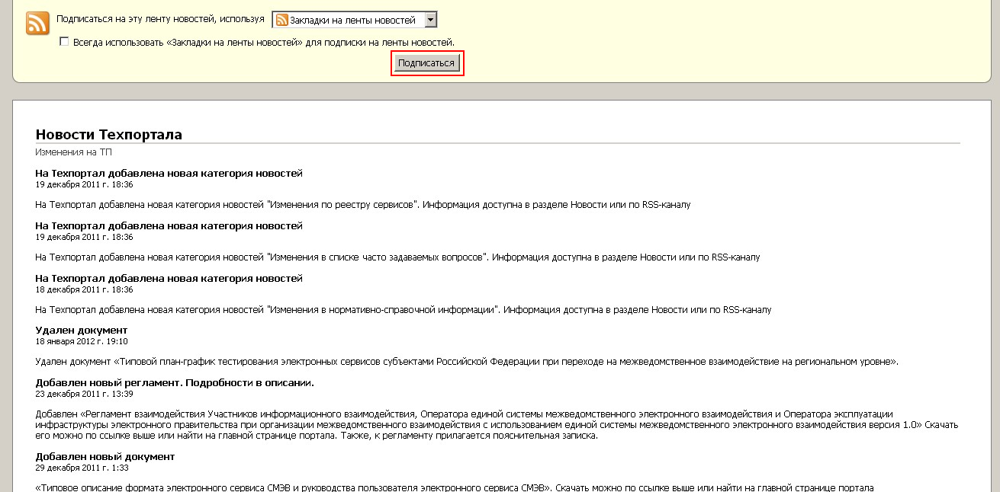 Подписаться на эту ленту новостей, используя Закладки на ленты новостей
Всегда использовать «Закладки на ленты новостей» для подписки на ленты новостей.
Подписаться
Новости Техпортала
Изменения на ТП
На Техпортал добавлена новая категория новостей
19 декабря 2011 г. 18:36
На Техпортал добавлена новая категория новостей "Изменения по реестру сервисов". Информация доступна в разделе Новости или по RSS-каналу
На Техпортал добавлена новая категория новостей
19 декабря 2011 г. 18:36
На Техпортал добавлена новая категория новостей "Изменения в списке часто задаваемых вопросов". Информация доступна в разделе Новости или по RSS-каналу
На Техпортал добавлена новая категория новостей
18 декабря 2011 г. 18:36
На Техпортал добавлена новая категория новостей "Изменения в нормативно-справочной информации". Информация доступна в разделе Новости или по RSS-каналу
Удален документ
18 января 2012 г. 19:10
Удален документ «Типовой план-график тестирования электронных сервисов субъектами Российской Федерации при переходе на межведомственное взаимодействие на региональном уровне».
Добавлен новый регламент. Подробности в описании.
23 декабря 2011 г. 13:39
Добавлен «Регламент взаимодействия Участников информационного взаимодействия, Оператора единой системы межведомственного электронного взаимодействия и Оператора эксплуатации
инфраструктуры электронного правительства при организации межведомственного взаимодействия с использованием единой системы межведомственного электронного взаимодействия версия 1.0» Скачать
его можно по ссылке выше или найти на главной странице портала. Также, к регламенту прилагается пояснительная записка.
Добавлен новый документ
29 декабря 2011 г. 1:33
«Типовое описание формата электронного сервиса СМЭВ и руководства пользователя электронного сервиса СМЭВ». Скачать можно по ссылке выше или найти на главной странице портала